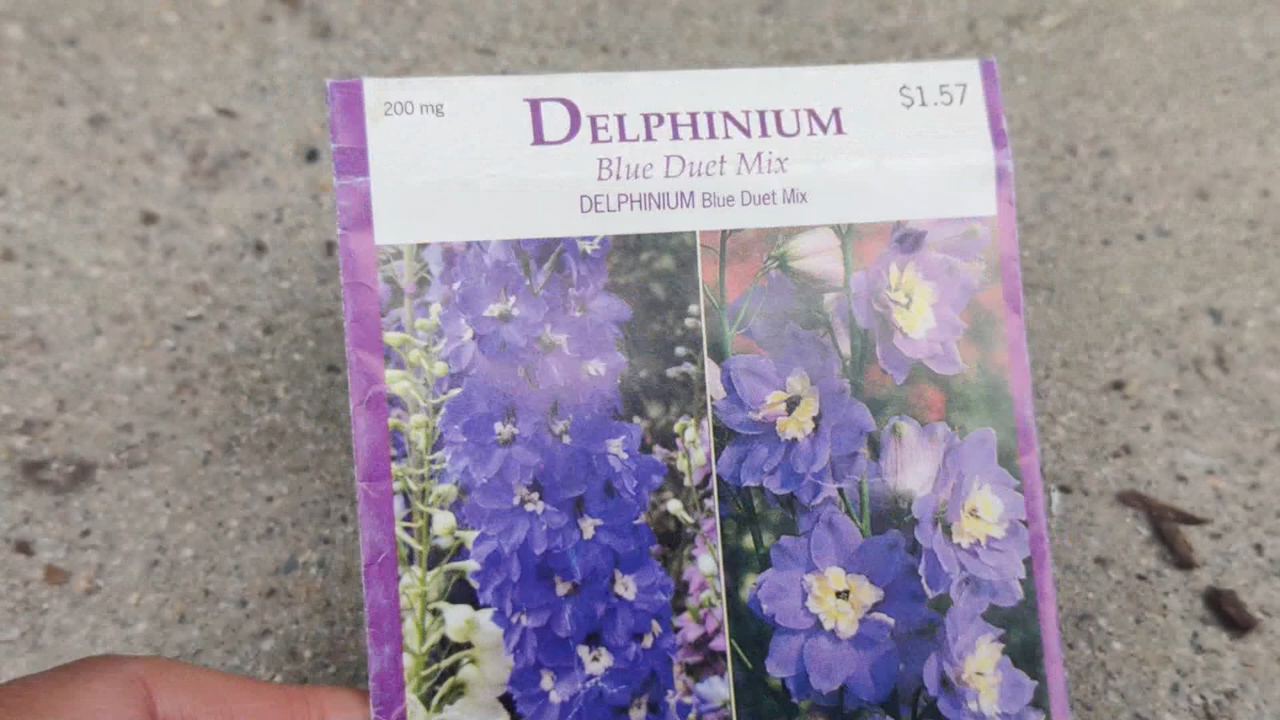 200 mg
DELPHINIUM
$1.57
Blue Duet Mix
DELPHINIUM Blue Duet Mix